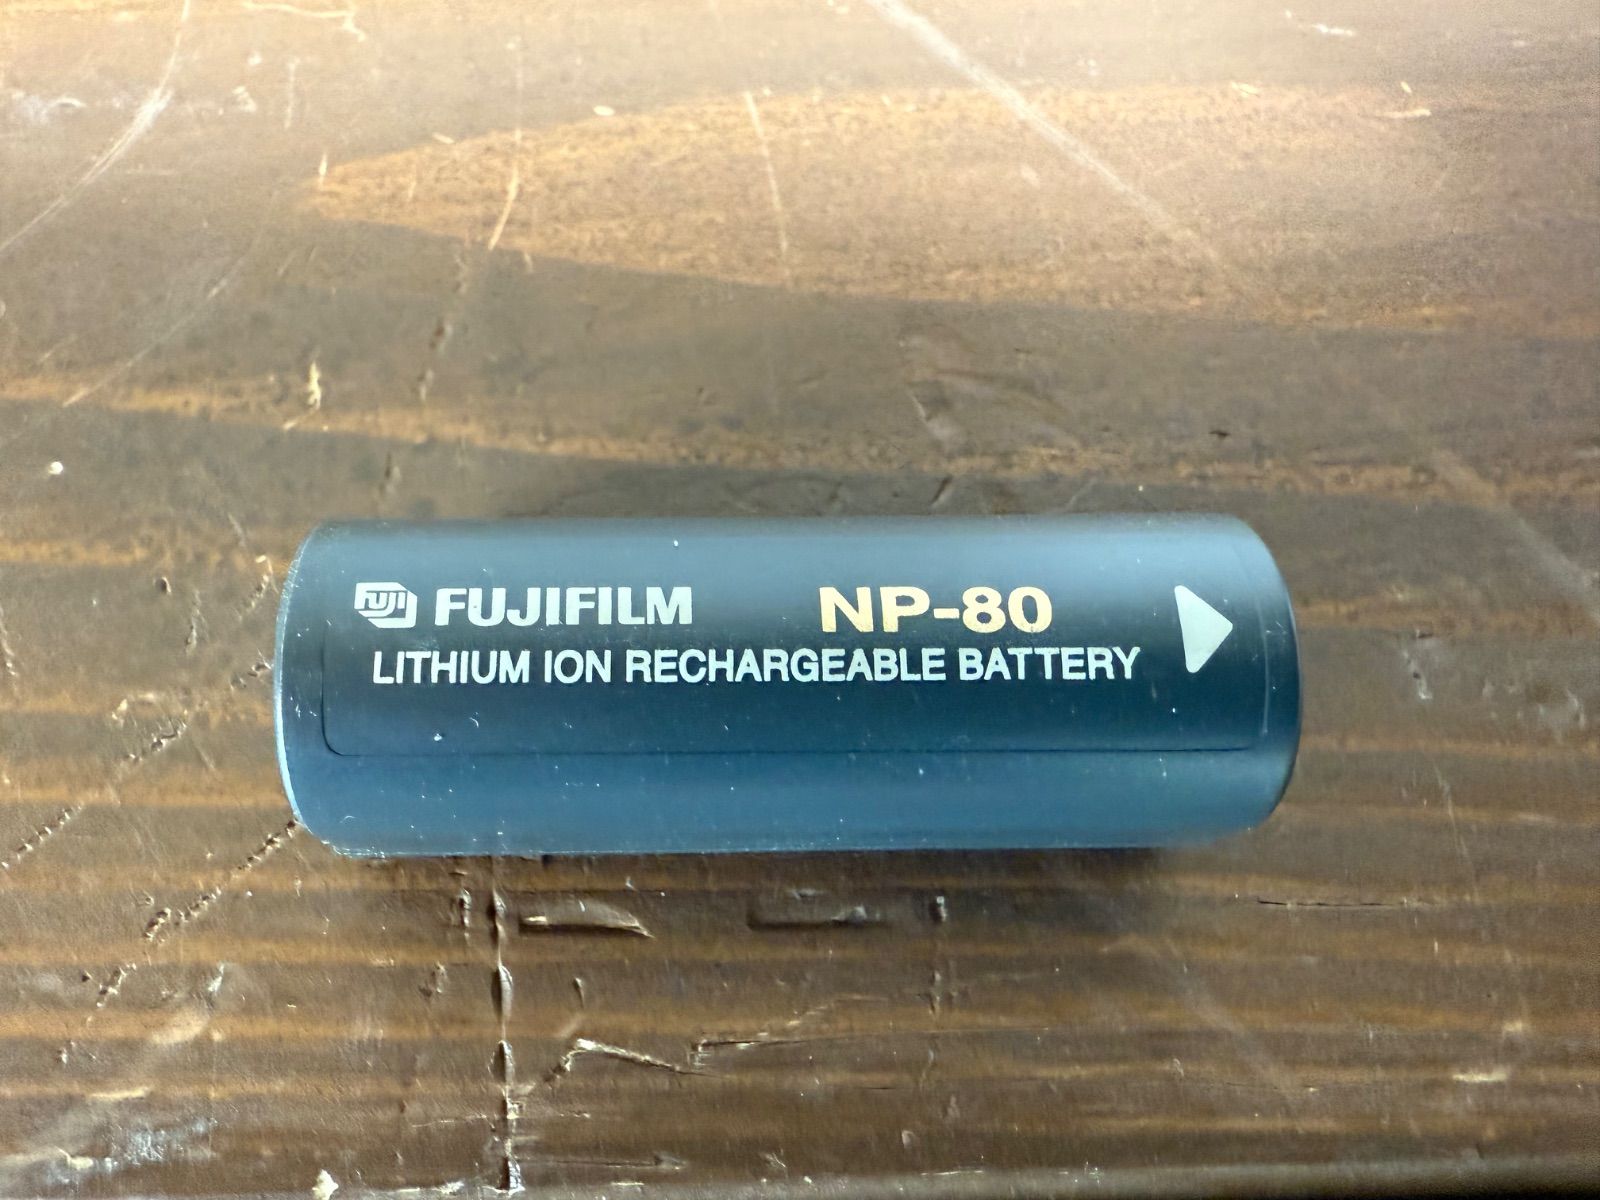 FUJI FUJIFILM NP-80
LITHIUM ION RECHARGEABLE BATTERY